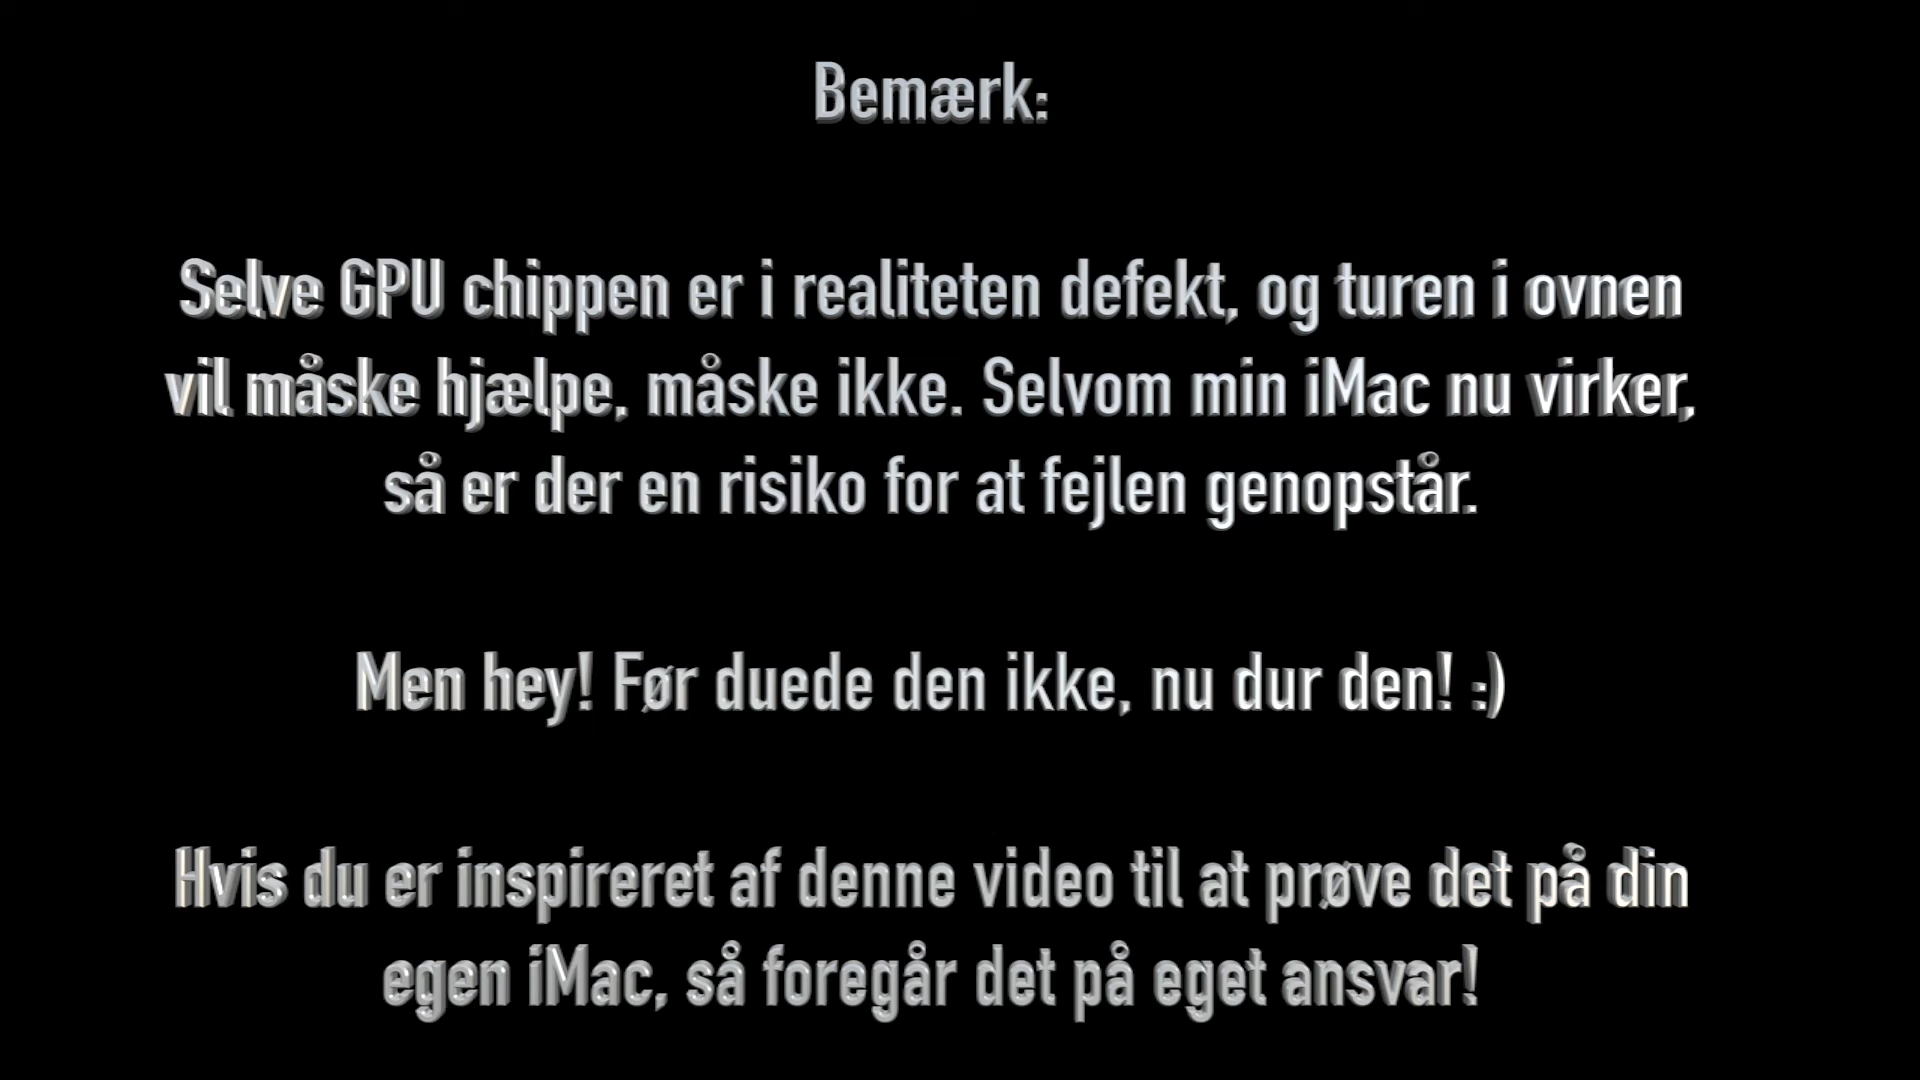 Bemærk:
Selve GPU chippen er i realiteten defekt, og turen i ovnen
vil måske hjælpe, måske ikke. Selvom min iMac nu virker,
så er der en risiko for at fejlen genopstår.
Men hey! Før duede den ikke, nu dur den! :)
Hvis du er inspireret af denne video til at prøve det på din
egen iMac, så foregår det på eget ansvar!